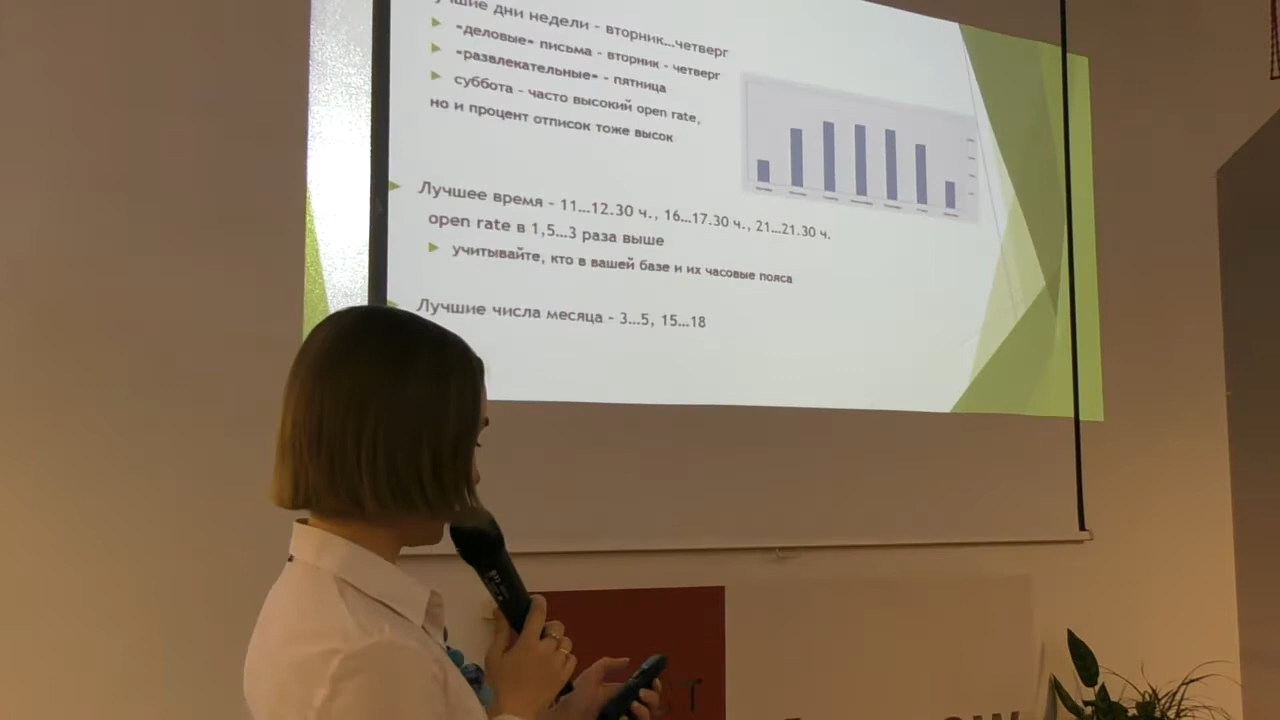 лучшие дни недели - вторник...четверг
«деловые» письма - вторник - четверг
«развлекательные» - пятница
суббота - часто высокий open rate,
но и процент отписок тоже высок
Лучшее время - 11...12.30 ч., 16...17.30 ч., 21...21.30 ч.
open rate в 1,5...3 раза выше
учитывайте, кто в вашей базе и их часовые пояса
Лучшие числа месяца - 3...5, 15...18